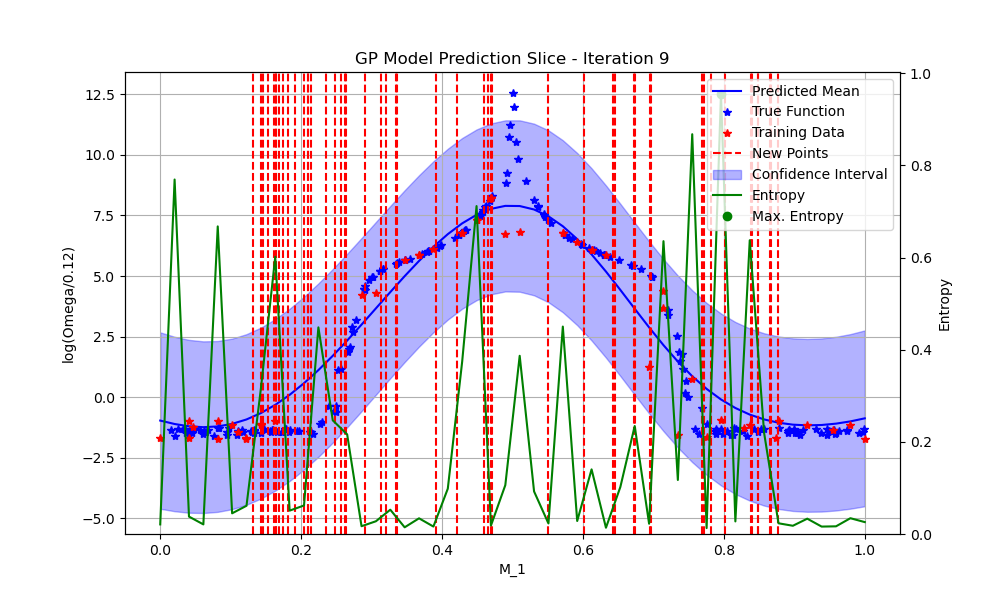 GP Model Prediction Slice - Iteration 9
12.5
10.0
7.5
5.0
2.5
0.0
−2.5
−5.0
log(Omega/0.12)
0.0
0.2
0.4
0.6
0.8
1.0
M_1
1.0
0.8
0.6
0.4
0.2
0.0
Entropy
Predicted Mean
True Function
Training Data
New Points
Confidence Interval
Entropy
Max. Entropy